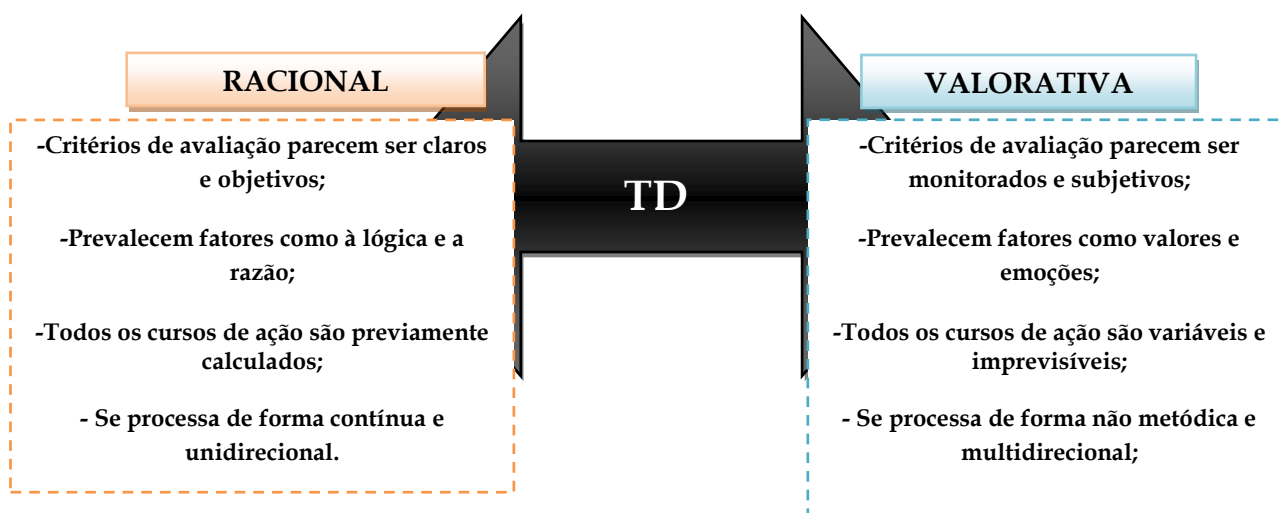 RACIONAL
-Critérios de avaliação parecem ser claros
e objetivos;
-Prevalecem fatores como à lógica e a
razão;
-Todos os cursos de ação são previamente
calculados;
- Se processa de forma contínua e
unidirecional.
TD
VALORATIVA
-Critérios de avaliação parecem ser
monitorados e subjetivos;
-Prevalecem fatores como valores e
emoções;
-Todos os cursos de ação são variáveis e
imprevisíveis;
- Se processa de forma não metódica e
multidirecional;